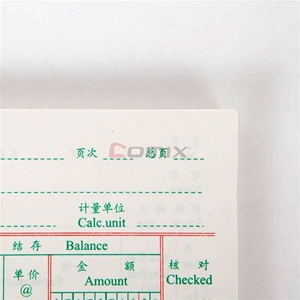 页次 总页
Comix
计量单位
Calc.unit
结存 Balance
单价 金 额 核 对
@ Amount Checked